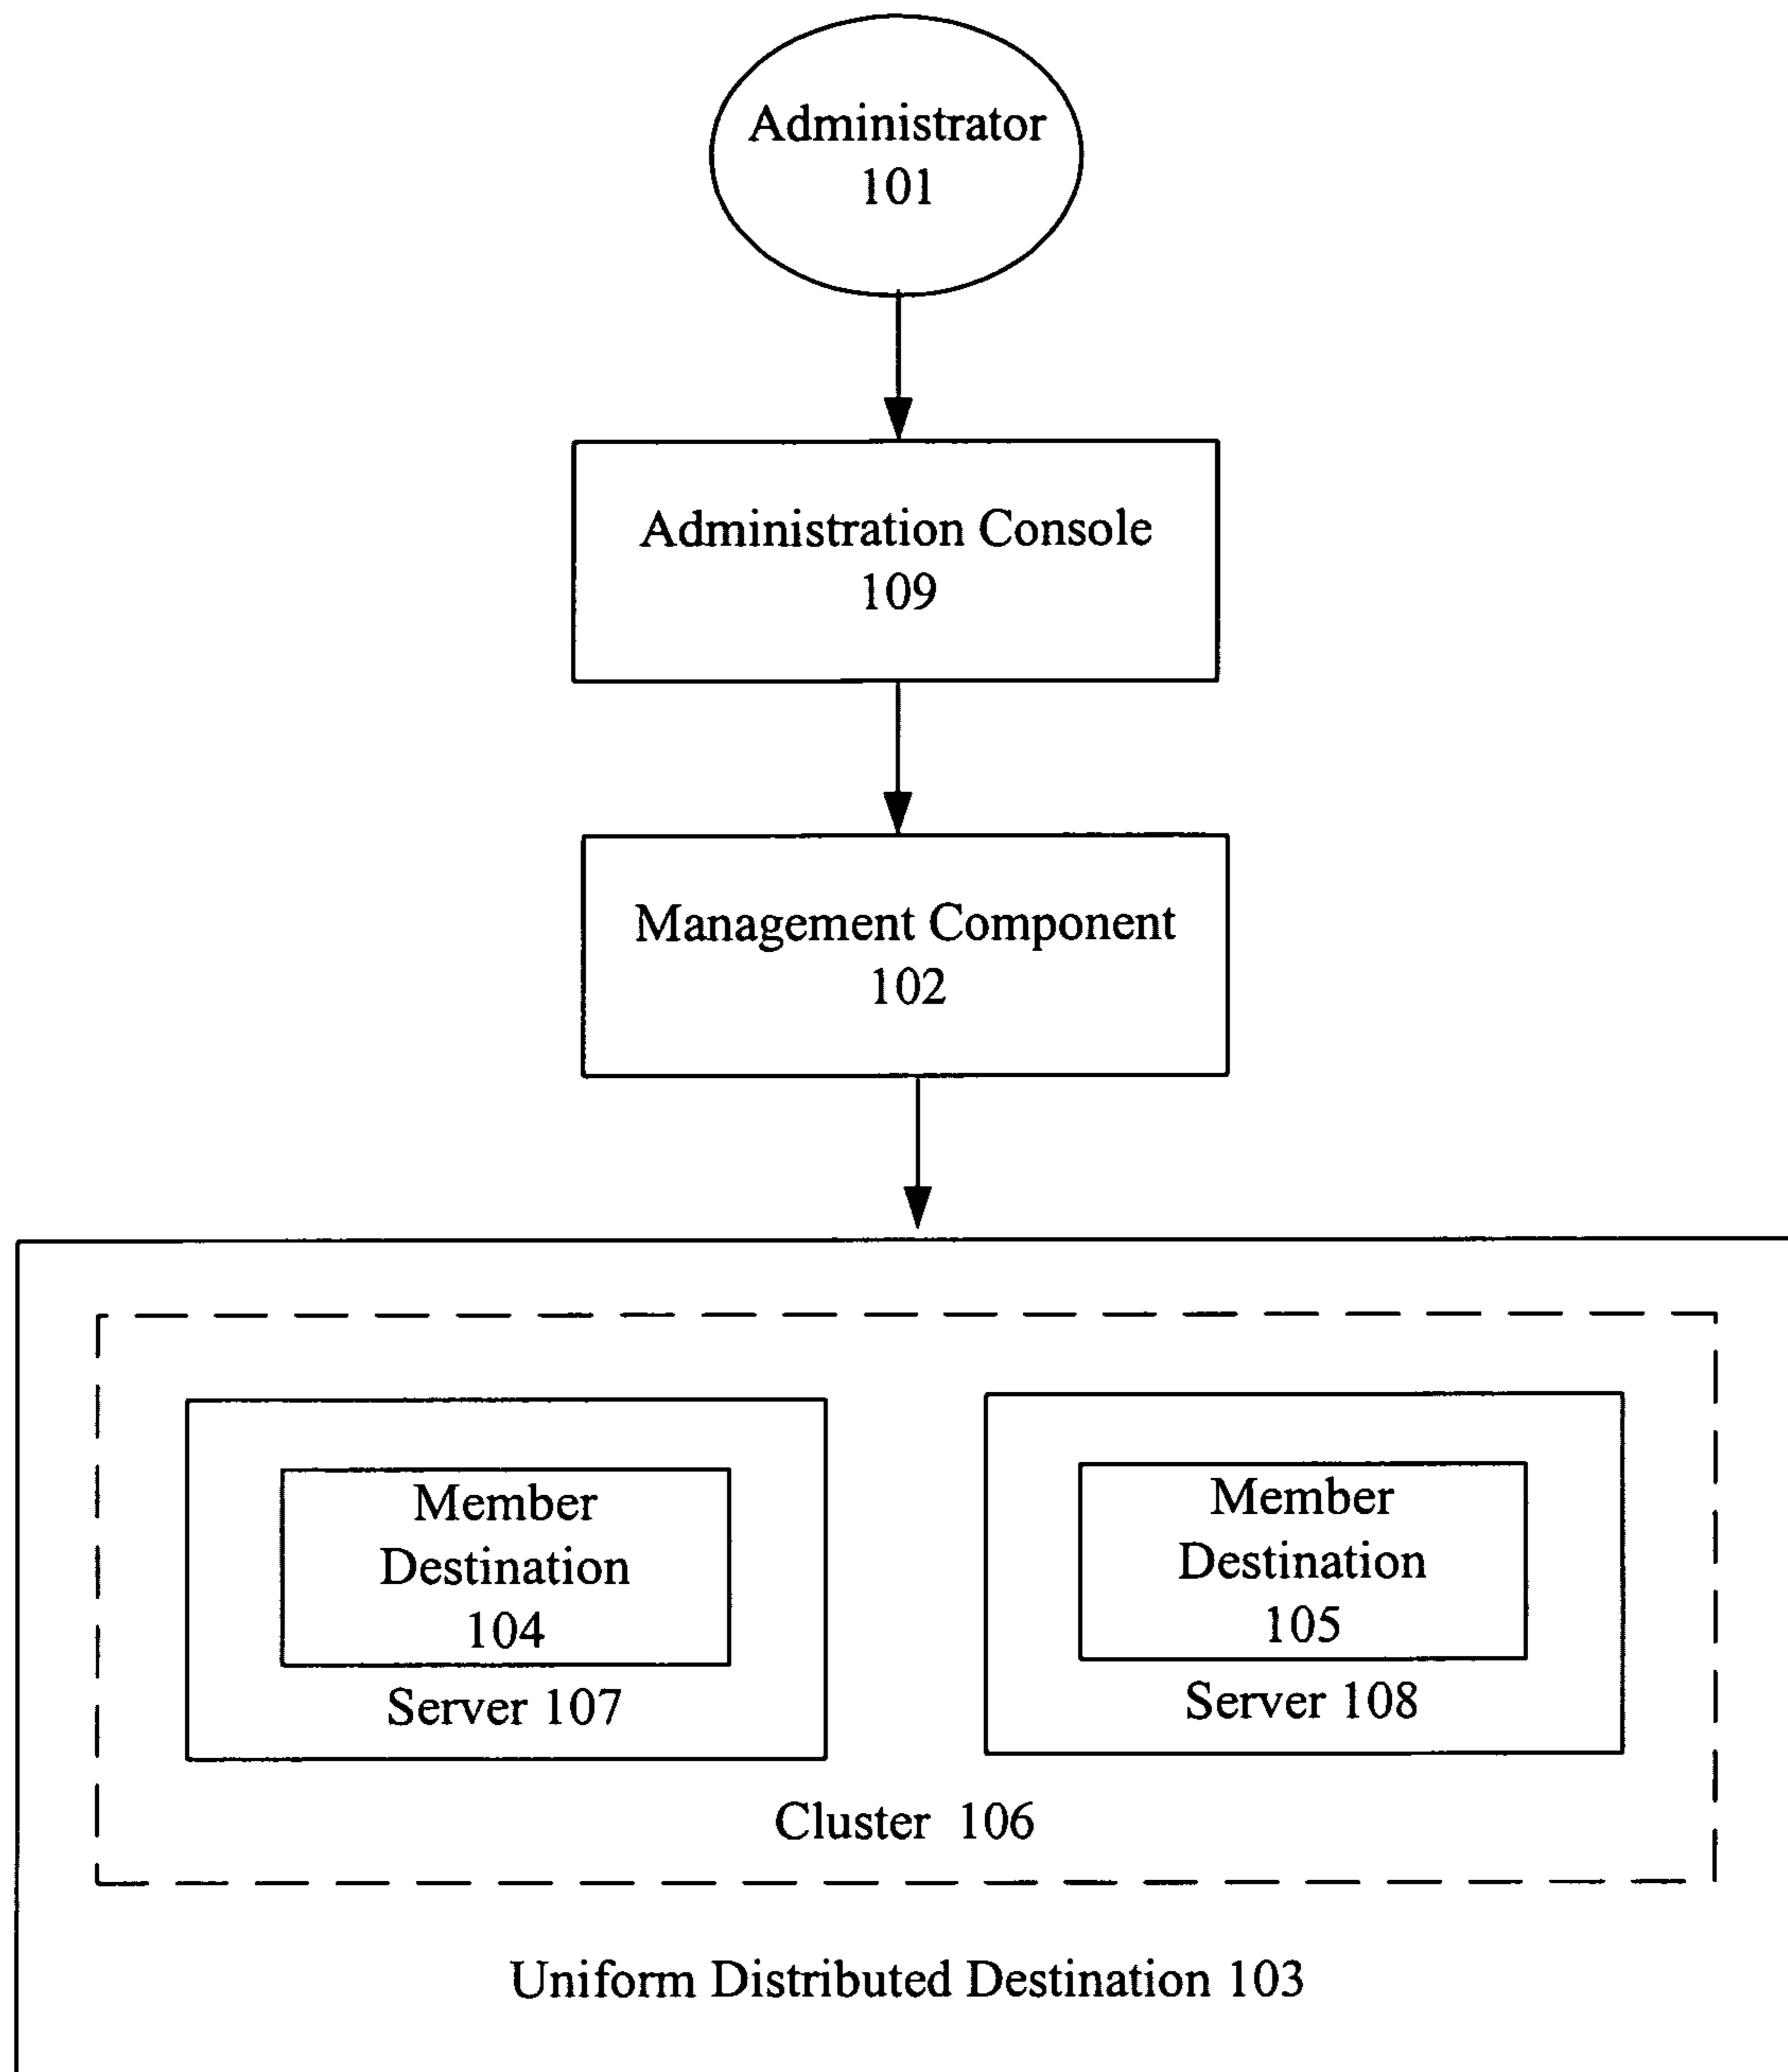 Administrator
101
Administration Console
109
Management Component
102
Member
Destination
104
Server 107
Member
Destination
105
Server 108
Cluster 106
Uniform Distributed Destination 103